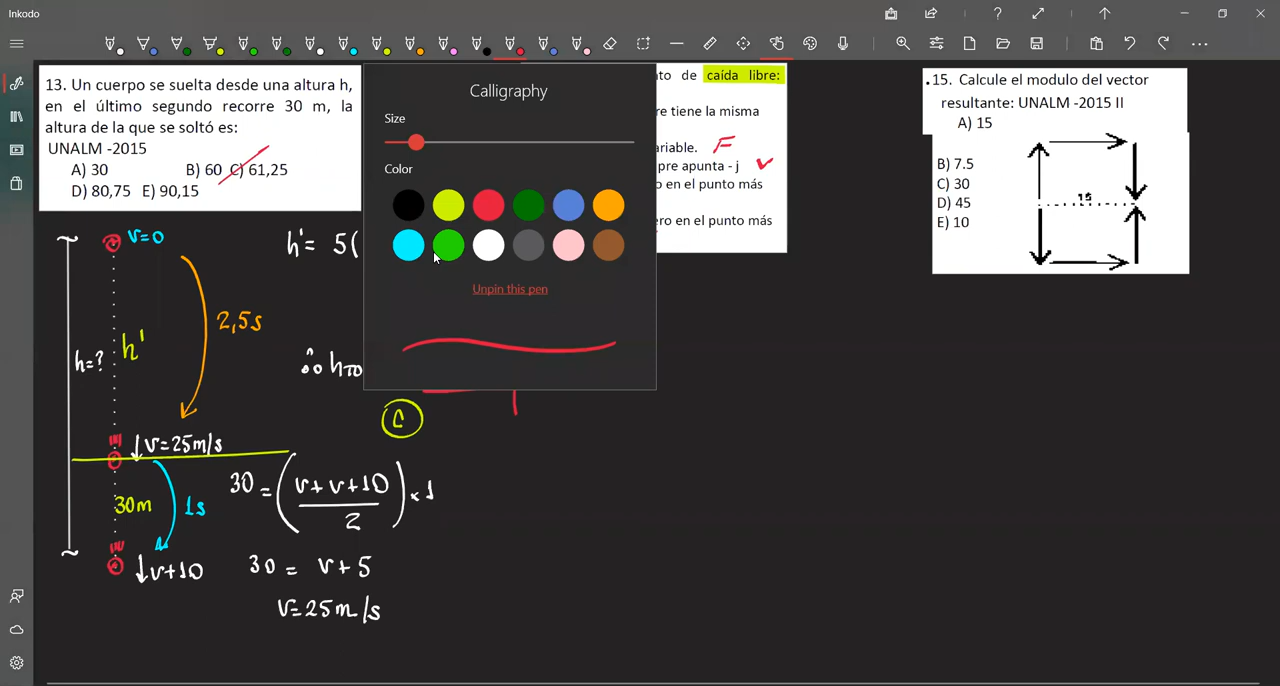 Inkodo
13. Un cuerpo se suelta desde una altura h,
en el último segundo recorre 30 m, la
altura de la que se soltó es:
UNALM -2015
A) 30 B) 60 C) 61,25
D) 80,75 E) 90,15
Calligraphy
Size
Color
Unpin this pen
to de caída libre:
re tiene la misma
ariable. F
pre apunta - j
o en el punto más
ero en el punto más
15. Calcule el modulo del vector
resultante: UNALM -2015 II
A) 15
B) 7.5
C) 30
D) 45
E) 10
15
v=0
h' = 5(
2,5s
h'
h=?
∴ hTO
C
v=25m/s
30 = (v+v+10 / 2) × 1
30m
1s
v+10
30 = v+5
v=25m/s